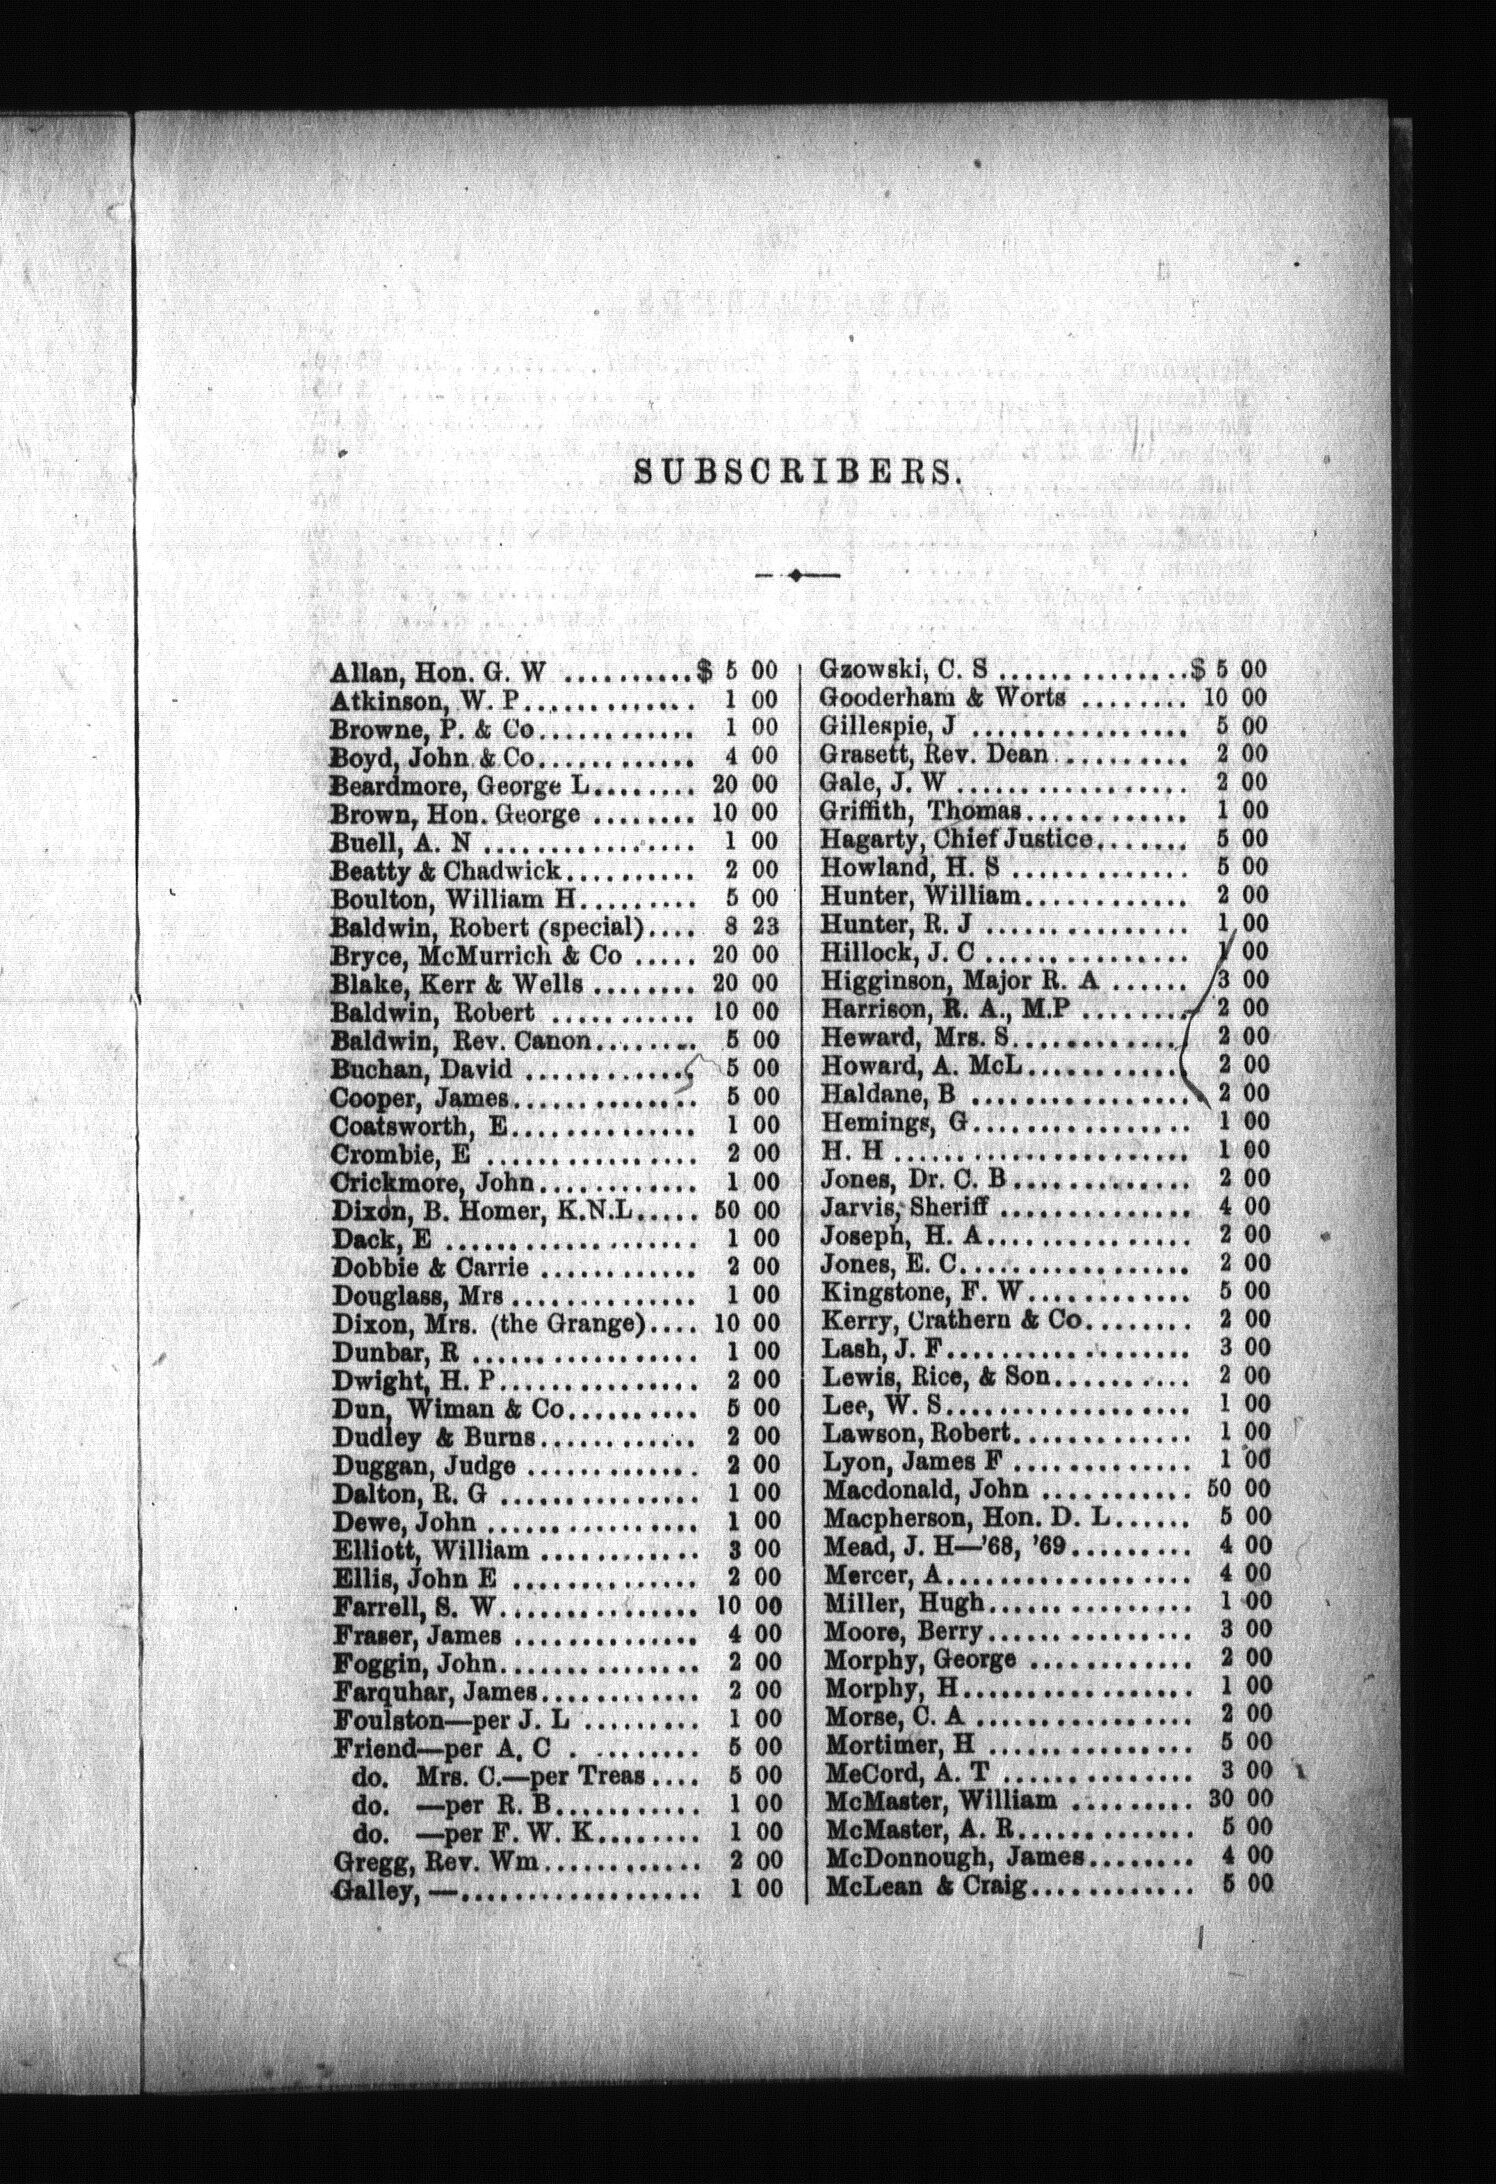 SUBSCRIBERS.
Allan, Hon. G. W .......... $ 5 00
Atkinson, W. P............. 1 00
Browne, P. & Co............ 1 00
Boyd, John & Co............ 4 00
Beardmore, George L........ 20 00
Brown, Hon. George ........ 10 00
Buell, A. N ................ 1 00
Beatty & Chadwick.......... 2 00
Boulton, William H......... 5 00
Baldwin, Robert (special).... 8 23
Bryce, McMurrich & Co ..... 20 00
Blake, Kerr & Wells ........ 20 00
Baldwin, Robert ........... 10 00
Baldwin, Rev. Canon........ 5 00
Buchan, David ............. 5 00
Cooper, James.............. 5 00
Coatsworth, E............... 1 00
Crombie, E ................. 2 00
Crickmore, John............ 1 00
Dixon, B. Homer, K.N.L..... 50 00
Dack, E .................... 1 00
Dobbie & Carrie ............ 2 00
Douglass, Mrs .............. 1 00
Dixon, Mrs. (the Grange).... 10 00
Dunbar, R .................. 1 00
Dwight, H. P............... 2 00
Dun, Wiman & Co.......... 5 00
Dudley & Burns............ 2 00
Duggan, Judge ............. 2 00
Dalton, R. G ................ 1 00
Dewe, John ................. 1 00
Elliott, William ............ 3 00
Ellis, John E .............. 2 00
Farrell, S. W............... 10 00
Fraser, James .............. 4 00
Foggin, John............... 2 00
Farquhar, James............ 2 00
Foulston—per J. L ......... 1 00
Friend—per A. C . ........ 5 00
do. Mrs. C.—per Treas .... 5 00
do. —per R. B........... 1 00
do. —per F. W. K........ 1 00
Gregg, Rev. Wm............ 2 00
Galley, —.................. 1 00
Gzowski, C. S ............... $ 5 00
Gooderham & Worts ........ 10 00
Gillespie, J ................. 5 00
Grasett, Rev. Dean.......... 2 00
Gale, J. W .................. 2 00
Griffith, Thomas............ 1 00
Hagarty, Chief Justice....... 5 00
Howland, H. S ............. 5 00
Hunter, William............ 2 00
Hunter, R. J ............... 1 00
Hillock, J. C ............... 1 00
Higginson, Major R. A ...... 3 00
Harrison, R. A., M.P ........ 2 00
Heward, Mrs. S............. 2 00
Howard, A. McL........... 2 00
Haldane, B ................ 2 00
Hemings, G................ 1 00
H. H ....................... 1 00
Jones, Dr. C. B............. 2 00
Jarvis, Sheriff .............. 4 00
Joseph, H. A................ 2 00
Jones, E. C.................. 2 00
Kingstone, F. W............ 5 00
Kerry, Crathern & Co........ 2 00
Lash, J. F................... 3 00
Lewis, Rice, & Son.......... 2 00
Lee, W. S................... 1 00
Lawson, Robert............. 1 00
Lyon, James F ............. 1 00
Macdonald, John ........... 50 00
Macpherson, Hon. D. L...... 5 00
Mead, J. H—'68, '69......... 4 00
Mercer, A................... 4 00
Miller, Hugh................ 1 00
Moore, Berry............... 3 00
Morphy, George ............ 2 00
Morphy, H.................. 1 00
Morse, C. A ................. 2 00
Mortimer, H ............... 5 00
McCord, A. T .............. 3 00
McMaster, William ......... 30 00
McMaster, A. R............. 5 00
McDonnough, James........ 4 00
McLean & Craig............ 5 00